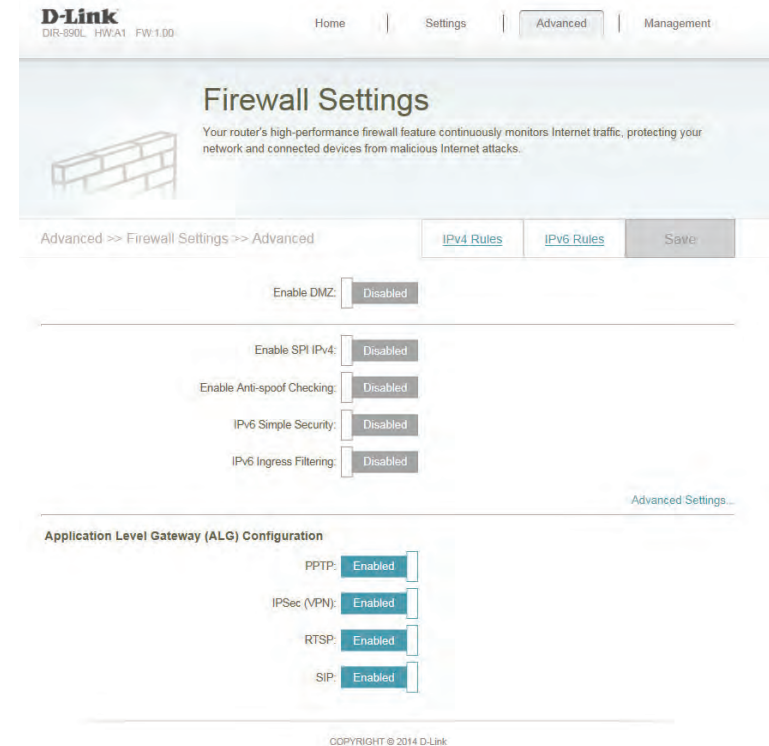 D-Link
DIR-890L HW:A1 FW:1.00
Home | Settings | Advanced | Management
Firewall Settings
Your router's high-performance firewall feature continuously monitors Internet traffic, protecting your
network and connected devices from malicious Internet attacks.
Advanced >> Firewall Settings >> Advanced
IPv4 Rules
IPv6 Rules
Save
Enable DMZ: Disabled
Enable SPI IPv4: Disabled
Enable Anti-spoof Checking: Disabled
IPv6 Simple Security: Disabled
IPv6 Ingress Filtering: Disabled
Advanced Settings...
Application Level Gateway (ALG) Configuration
PPTP: Enabled
IPSec (VPN): Enabled
RTSP: Enabled
SIP: Enabled
COPYRIGHT © 2014 D-Link